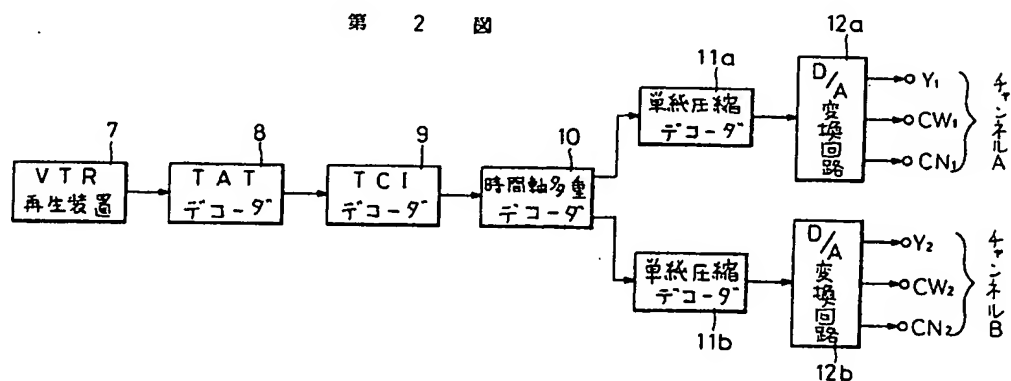 第 2 図
7
VTR
再生装置
8
TAT
デコーダ
9
TCI
デコーダ
10
時間軸多重
デコーダ
11a
単紙圧縮
デコーダ
12a
D/A
変換回路
Y₁
CW₁
CN₁
チャンネルA
単紙圧縮
デコーダ
11b
D/A
変換回路
12b
Y₂
CW₂
CN₂
チャンネルB